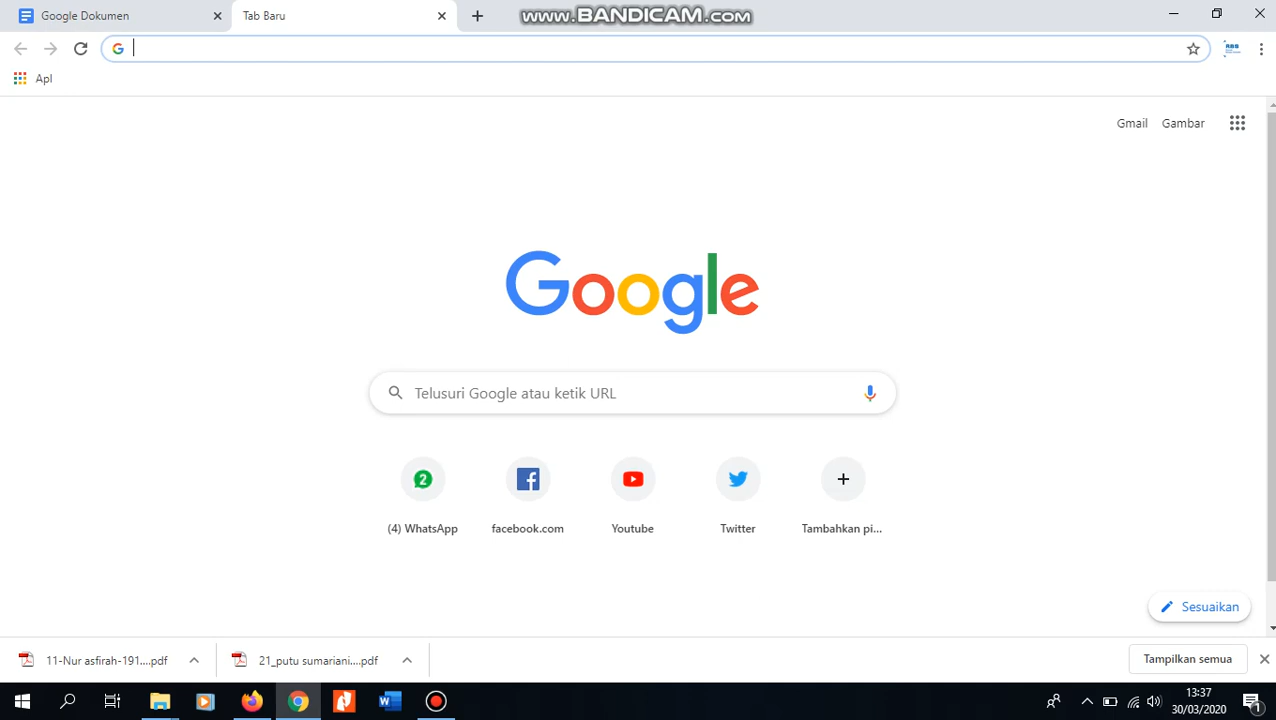 Google Dokumen
Tab Baru
WWW.BANDICAM.COM
Apl
Gmail Gambar
Google
Telusuri Google atau ketik URL
2
(4) WhatsApp
facebook.com
Youtube
Twitter
Tambahkan pi...
Sesuaikan
11-Nur asfirah-191....pdf
21_putu sumariani....pdf
Tampilkan semua
13:37
30/03/2020
1